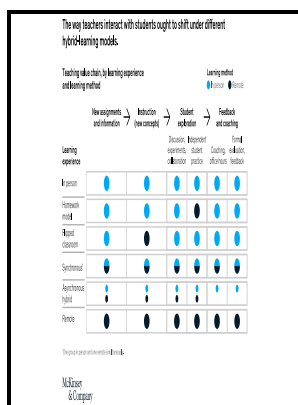 The way teachers interact with students ought to shift under different
hybrid-learning models.
Teaching value chain, by learning experience
and learning method
Learning method
In person
Remote
New assignments
and information
Instruction
(new concepts)
Student
exploration
Feedback
and coaching
Learning
experience
Discussion,
experiments,
collaboration
Independent
student
practice
Coaching,
office hours
Formal
evaluation,
feedback
In person
Homework
model
Flipped
classroom
Synchronous
Asynchronous
hybrid
Remote
McKinsey
& Company